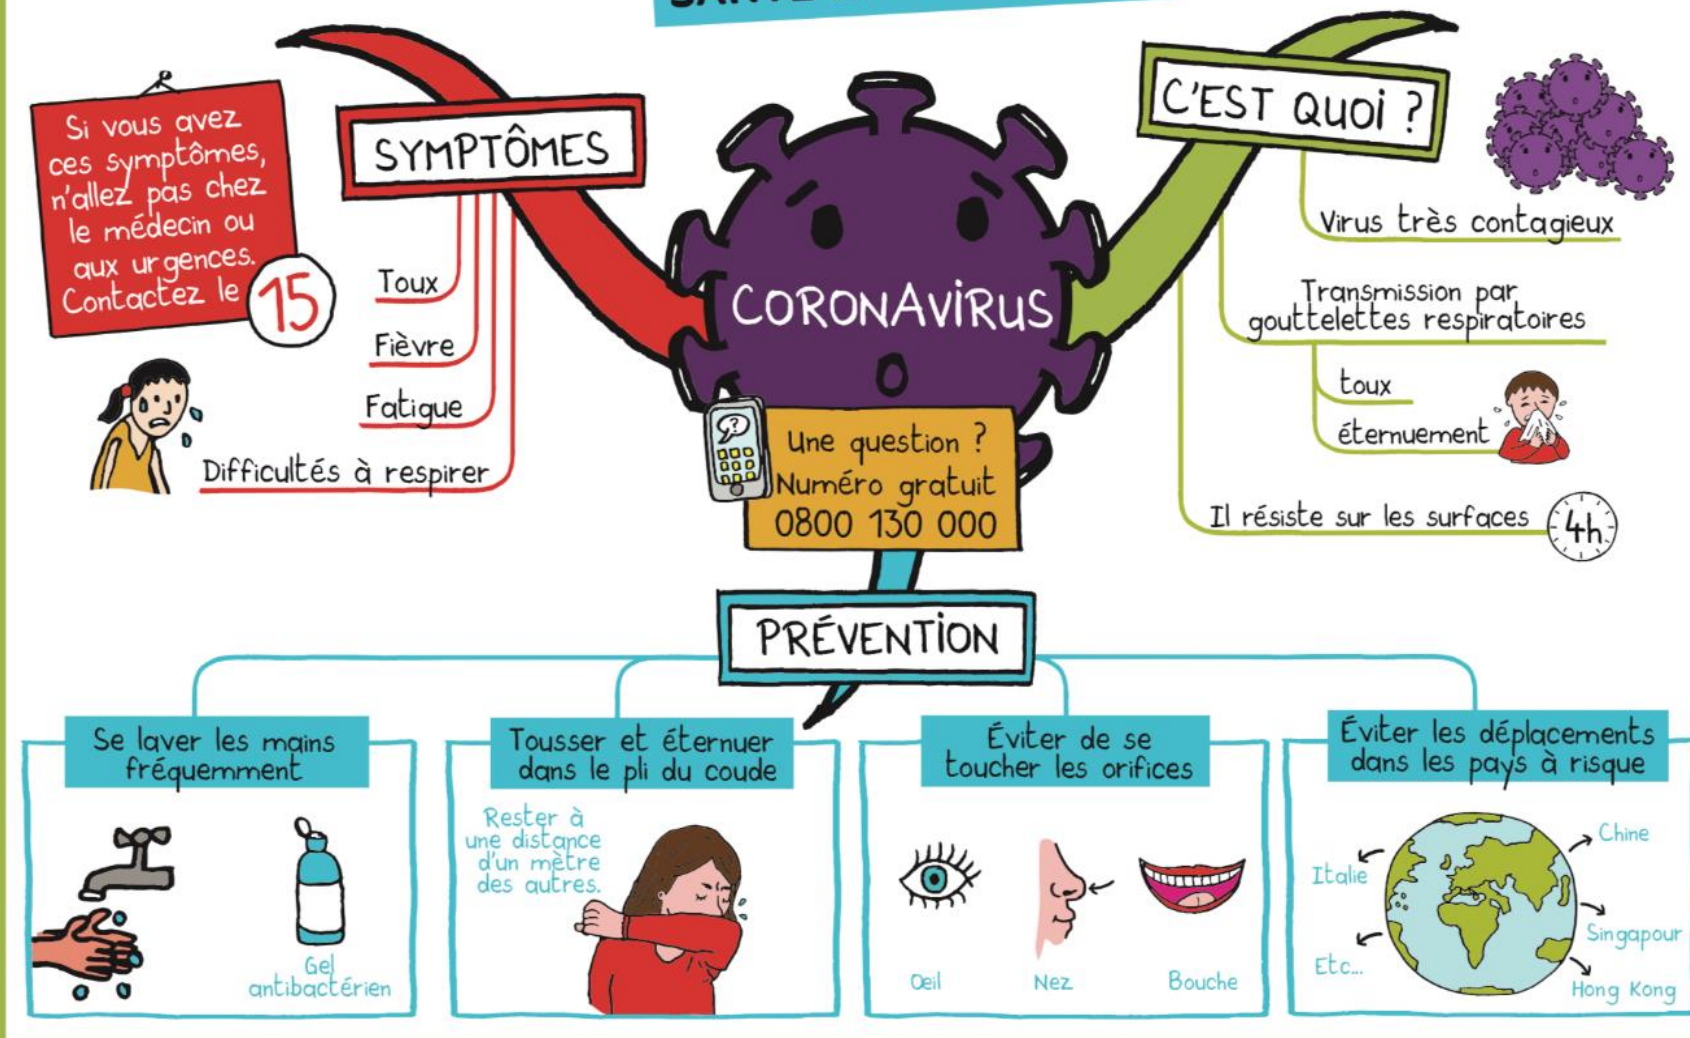 Si vous avez
ces symptômes,
n'allez pas chez
le médecin ou
aux urgences.
Contactez le 15
SYMPTÔMES
Toux
Fièvre
Fatigue
Difficultés à respirer
CORONAVIRUS
Une question ?
Numéro gratuit
0800 130 000
C'EST QUOI ?
Virus très contagieux
Transmission par
gouttelettes respiratoires
toux
éternuement
Il résiste sur les surfaces 4h
PRÉVENTION
Se laver les mains
fréquemment
Gel
antibactérien
Tousser et éternuer
dans le pli du coude
Rester à
une distance
d'un mètre
des autres.
Éviter de se
toucher les orifices
Œil
Nez
Bouche
Éviter les déplacements
dans les pays à risque
Chine
Italie
Singapour
Etc...
Hong Kong